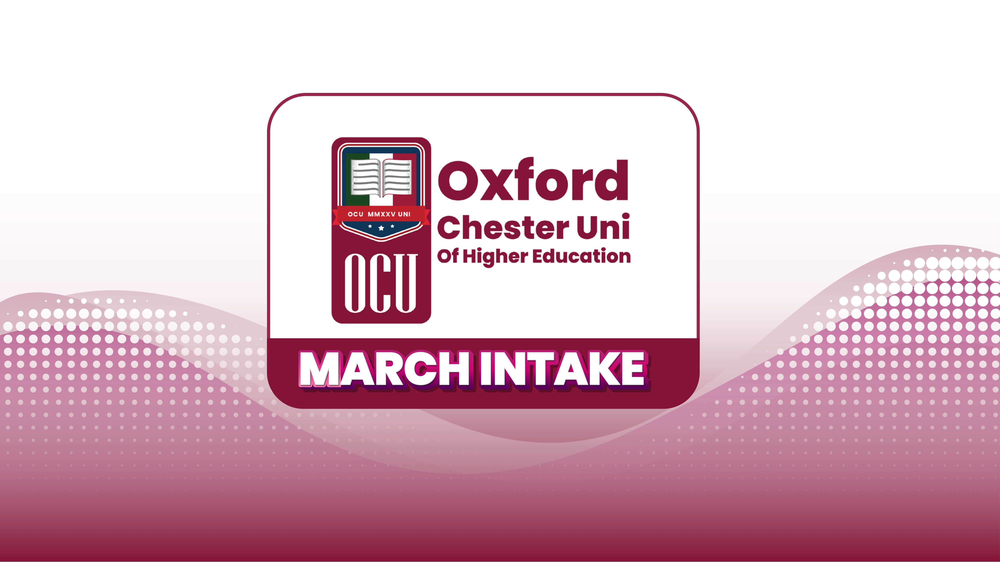 OCU MMXXV UNI
OCU
Oxford
Chester Uni
Of Higher Education
MARCH INTAKE